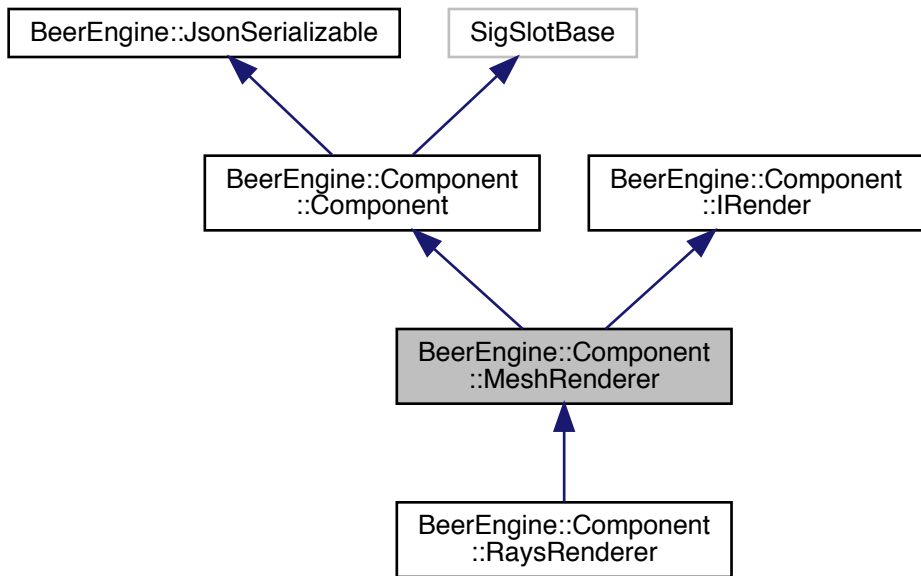 BeerEngine::JsonSerializable
SigSlotBase
BeerEngine::Component
::Component
BeerEngine::Component
::IRender
BeerEngine::Component
::MeshRenderer
BeerEngine::Component
::RaysRenderer